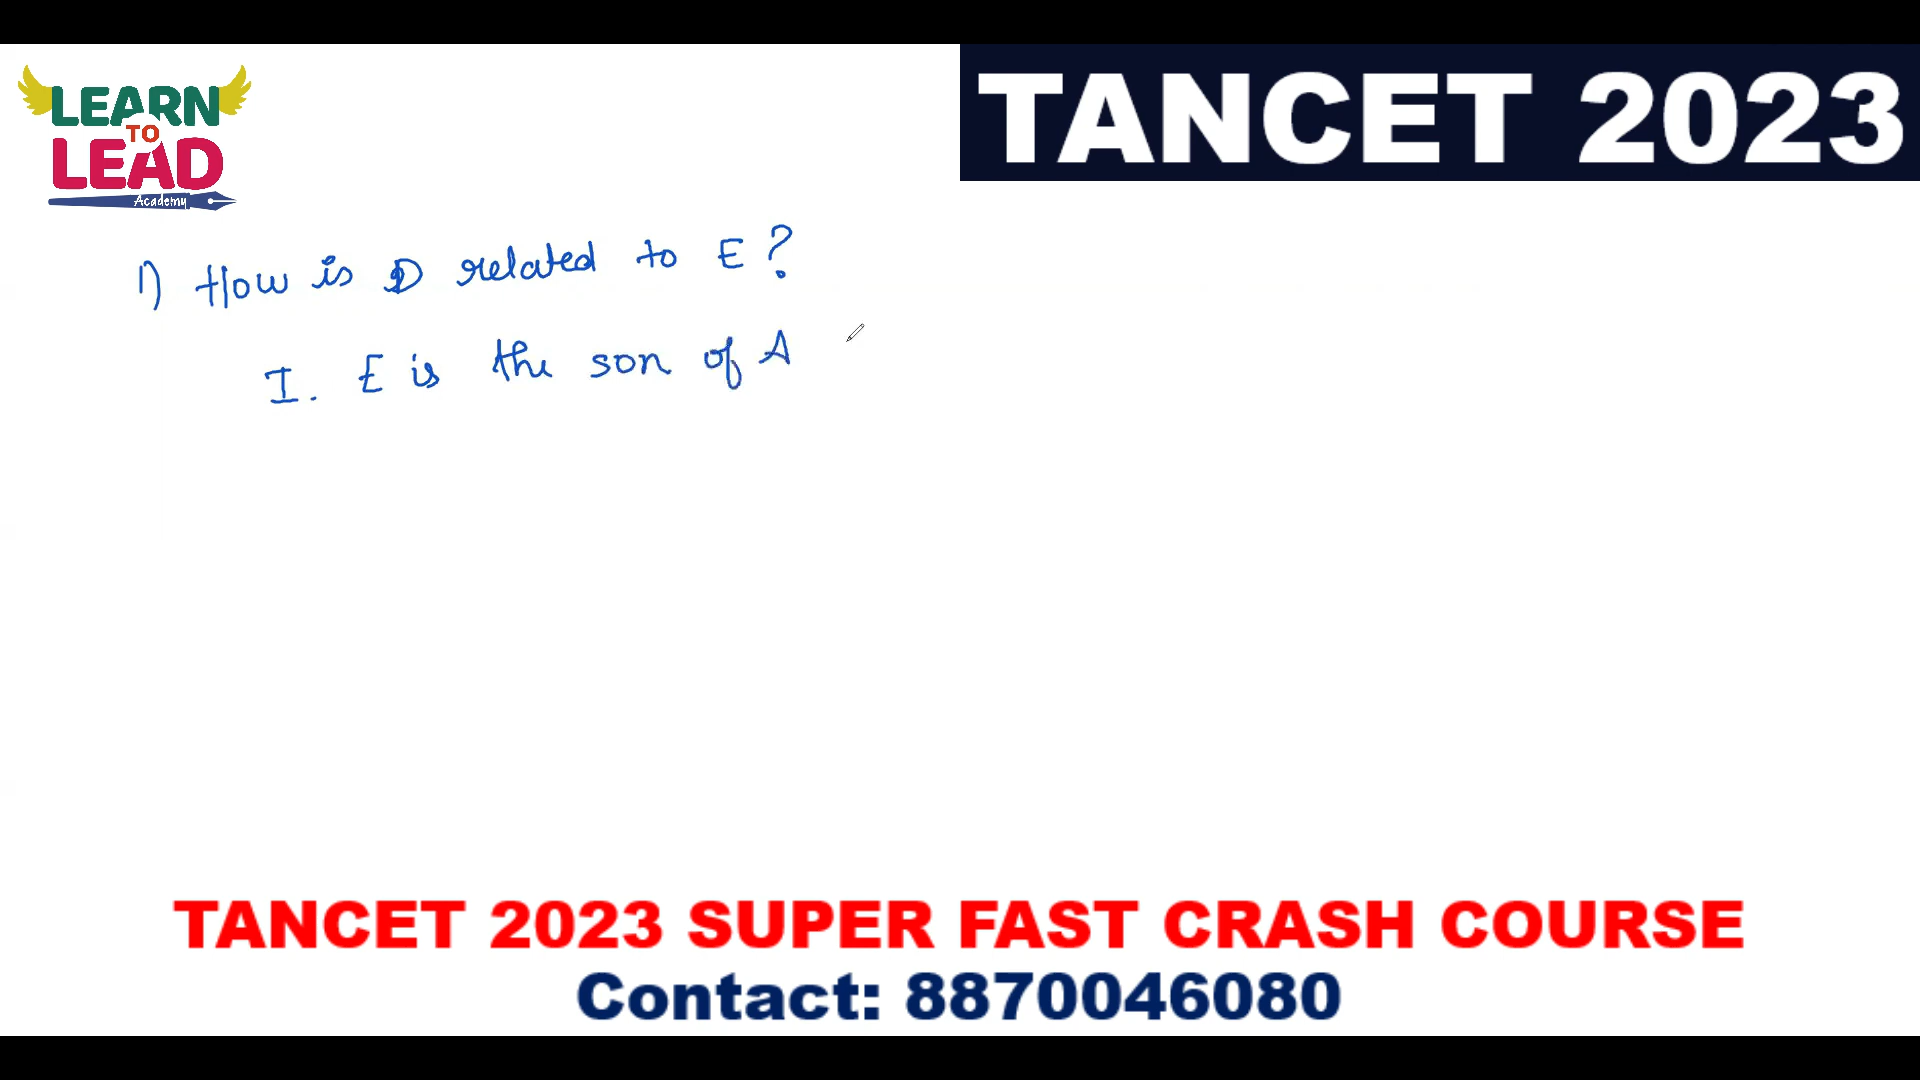 LEARN
TO
LEAD
Academy
TANCET 2023
1) How is D related to E?
I. E is the son of A
TANCET 2023 SUPER FAST CRASH COURSE
Contact: 8870046080